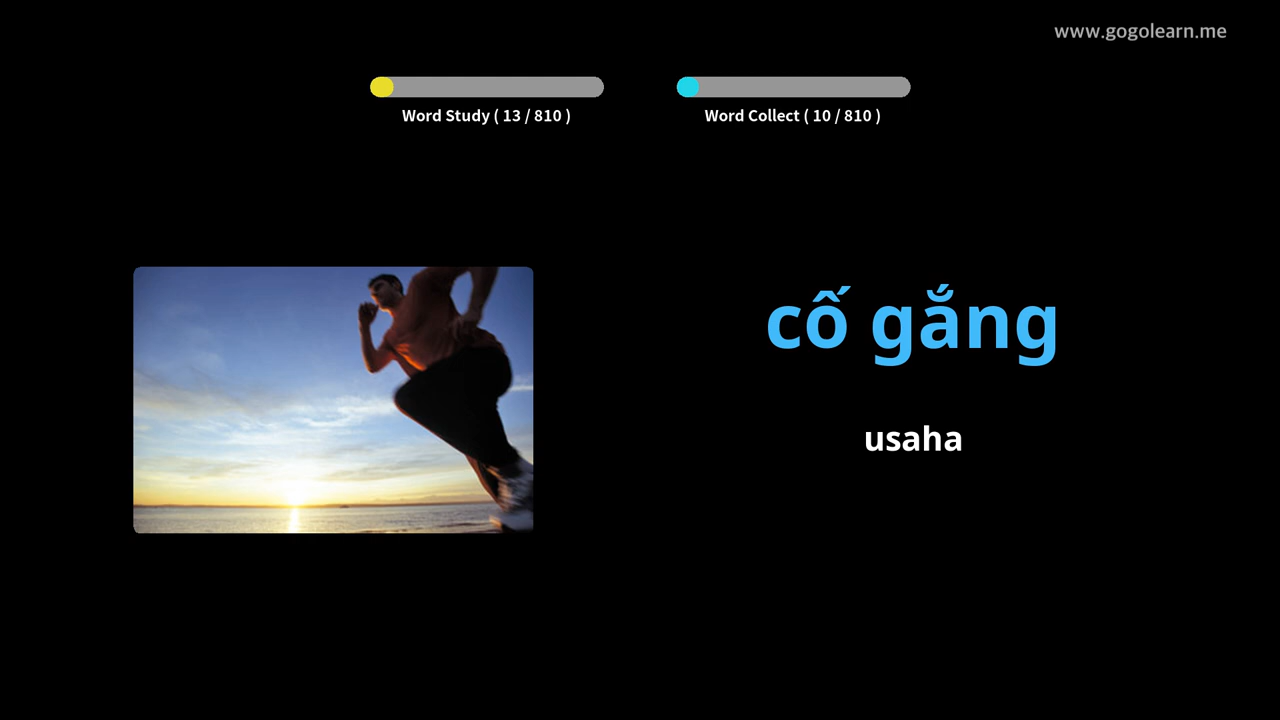 www.gogolearn.me
Word Study ( 13 / 810 )
Word Collect ( 10 / 810 )
cố gắng
usaha